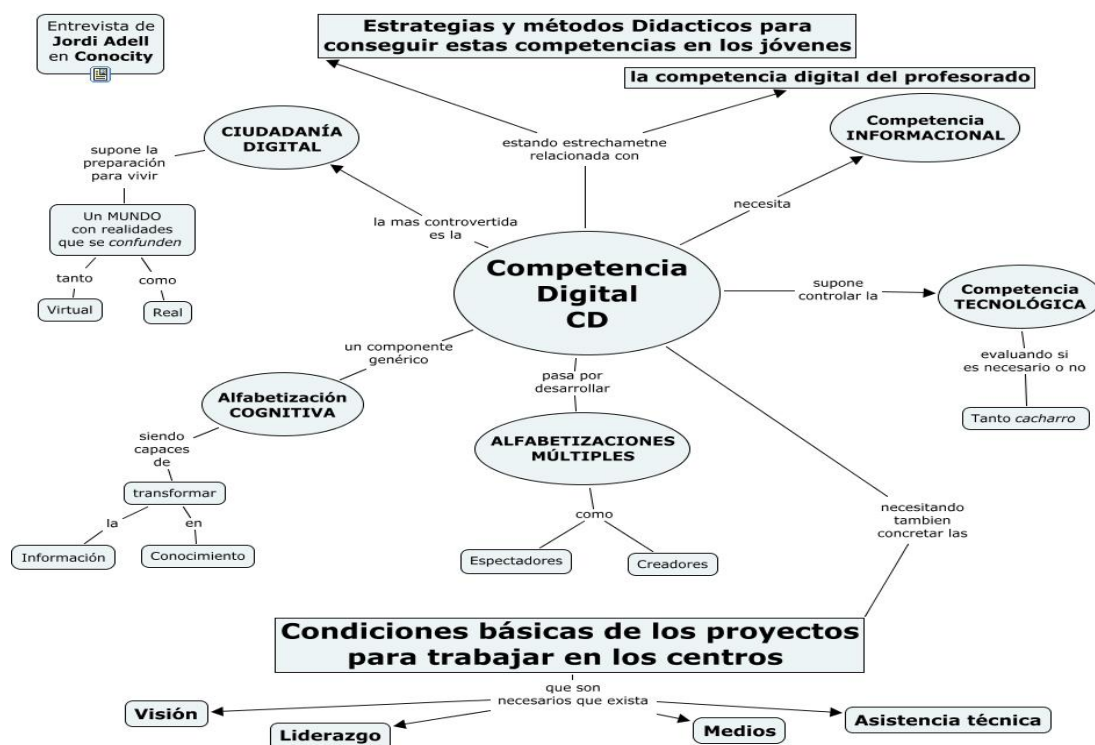 Entrevista de
Jordi Adell
en Conocity
Estrategias y métodos Didacticos para
conseguir estas competencias en los jóvenes
la competencia digital del profesorado
CIUDADANÍA
DIGITAL
Competencia
INFORMACIONAL
estando estrechametne
relacionada con
supone la
preparación
para vivir
necesita
la mas controvertida
es la
Un MUNDO
con realidades
que se confunden
tanto
como
Virtual
Real
Competencia
Digital
CD
supone
controlar la
Competencia
TECNOLÓGICA
evaluando si
es necesario o no
Tanto cacharro
un componente
genérico
Alfabetización
COGNITIVA
siendo
capaces
de
transformar
la
en
Información
Conocimiento
pasa por
desarrollar
ALFABETIZACIONES
MÚLTIPLES
como
Espectadores
Creadores
necesitando
tambien
concretar las
Condiciones básicas de los proyectos
para trabajar en los centros
que son
necesarios que exista
Visión
Liderazgo
Medios
Asistencia técnica